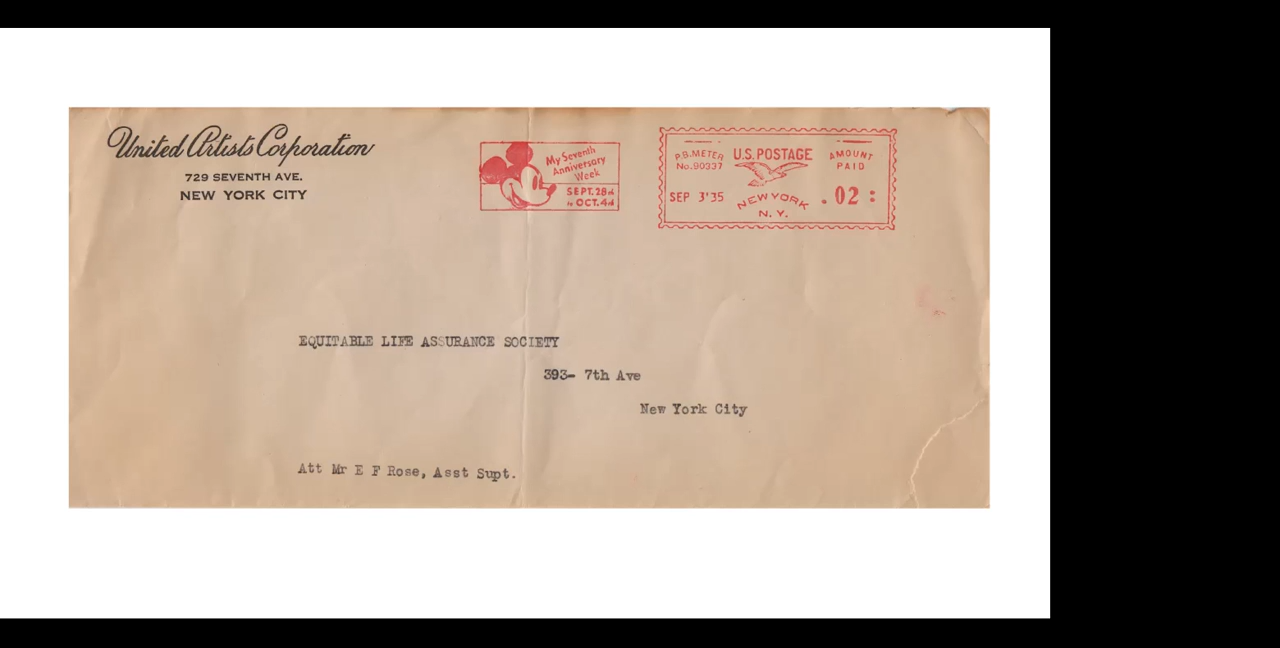 United Artists Corporation
729 SEVENTH AVE.
NEW YORK CITY
My Seventh
Anniversary
Week
SEPT. 28th
to OCT. 4th
P.B. METER
No. 90337
U.S. POSTAGE
AMOUNT
PAID
SEP 3'35
NEW YORK
N. Y.
.02 :
EQUITABLE LIFE ASSURANCE SOCIETY
393- 7th Ave
New York City
Att Mr E F Rose, Asst Supt.